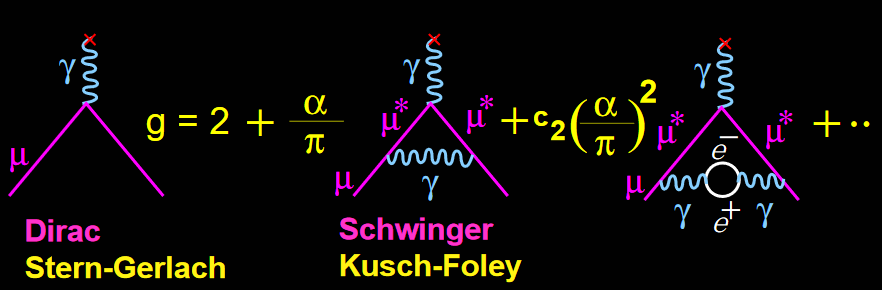 γ
μ
g = 2 + α/π
μ* μ*
μ
γ
+ c₂(α/π)²
γ
μ* μ*
e⁻
μ
γ e⁺ γ
+ ··
γ
Dirac
Stern-Gerlach
Schwinger
Kusch-Foley